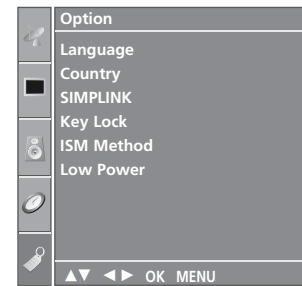 Option
Language
Country
SIMPLINK
Key Lock
ISM Method
Low Power
▲▼ ◄► OK MENU